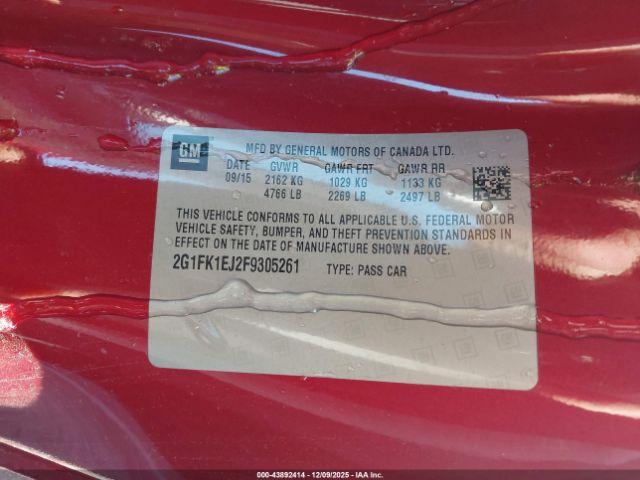 GM
MFD BY GENERAL MOTORS OF CANADA LTD.
DATE GVWR GAWR FRT GAWR RR
09/15 2162 KG 1029 KG 1133 KG
4766 LB 2269 LB 2497 LB
THIS VEHICLE CONFORMS TO ALL APPLICABLE U.S. FEDERAL MOTOR
VEHICLE SAFETY, BUMPER, AND THEFT PREVENTION STANDARDS IN
EFFECT ON THE DATE OF MANUFACTURE SHOWN ABOVE.
2G1FK1EJ2F9305261 TYPE: PASS CAR
000-43892414 - 12/09/2025 - IAAI.COM